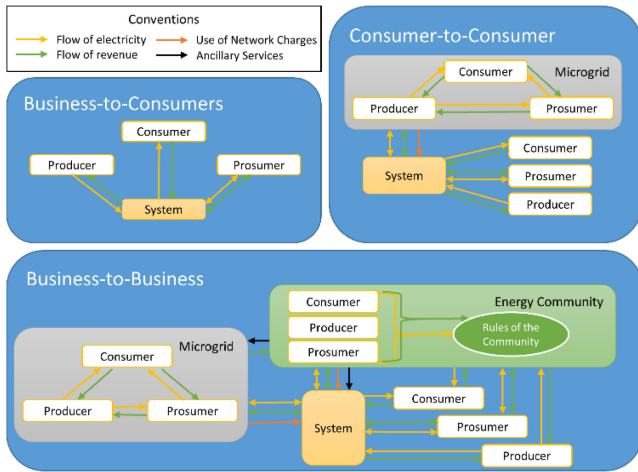 Conventions
Flow of electricity
Use of Network Charges
Flow of revenue
Ancillary Services
Business-to-Consumers
Consumer
Producer
Prosumer
System
Consumer-to-Consumer
Microgrid
Consumer
Producer
Prosumer
System
Consumer
Prosumer
Producer
Business-to-Business
Microgrid
Consumer
Producer
Prosumer
Energy Community
Consumer
Producer
Prosumer
Rules of the
Community
System
Consumer
Prosumer
Producer